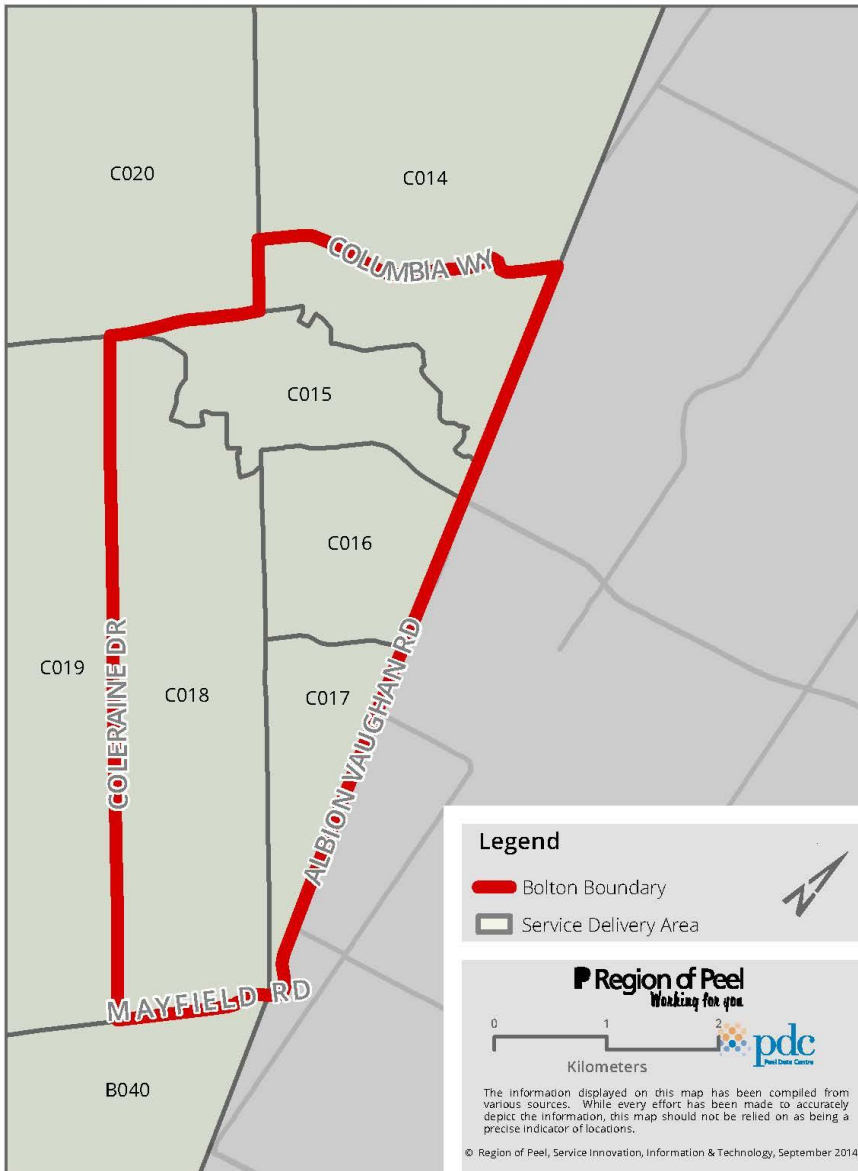 C020
C014
COLUMBIA WY
C015
C016
COLERAINE DR
C019
C018
C017
ALBION VAUGHAN RD
MAYFIELD RD
B040
Legend
Bolton Boundary
Service Delivery Area
N
Region of Peel
Working for you
0 1 2
Kilometers
pdc
Peel Data Centre
The information displayed on this map has been compiled from
various sources. While every effort has been made to accurately
depict the information, this map should not be relied on as being a
precise indicator of locations.
© Region of Peel, Service Innovation, Information & Technology, September 2014